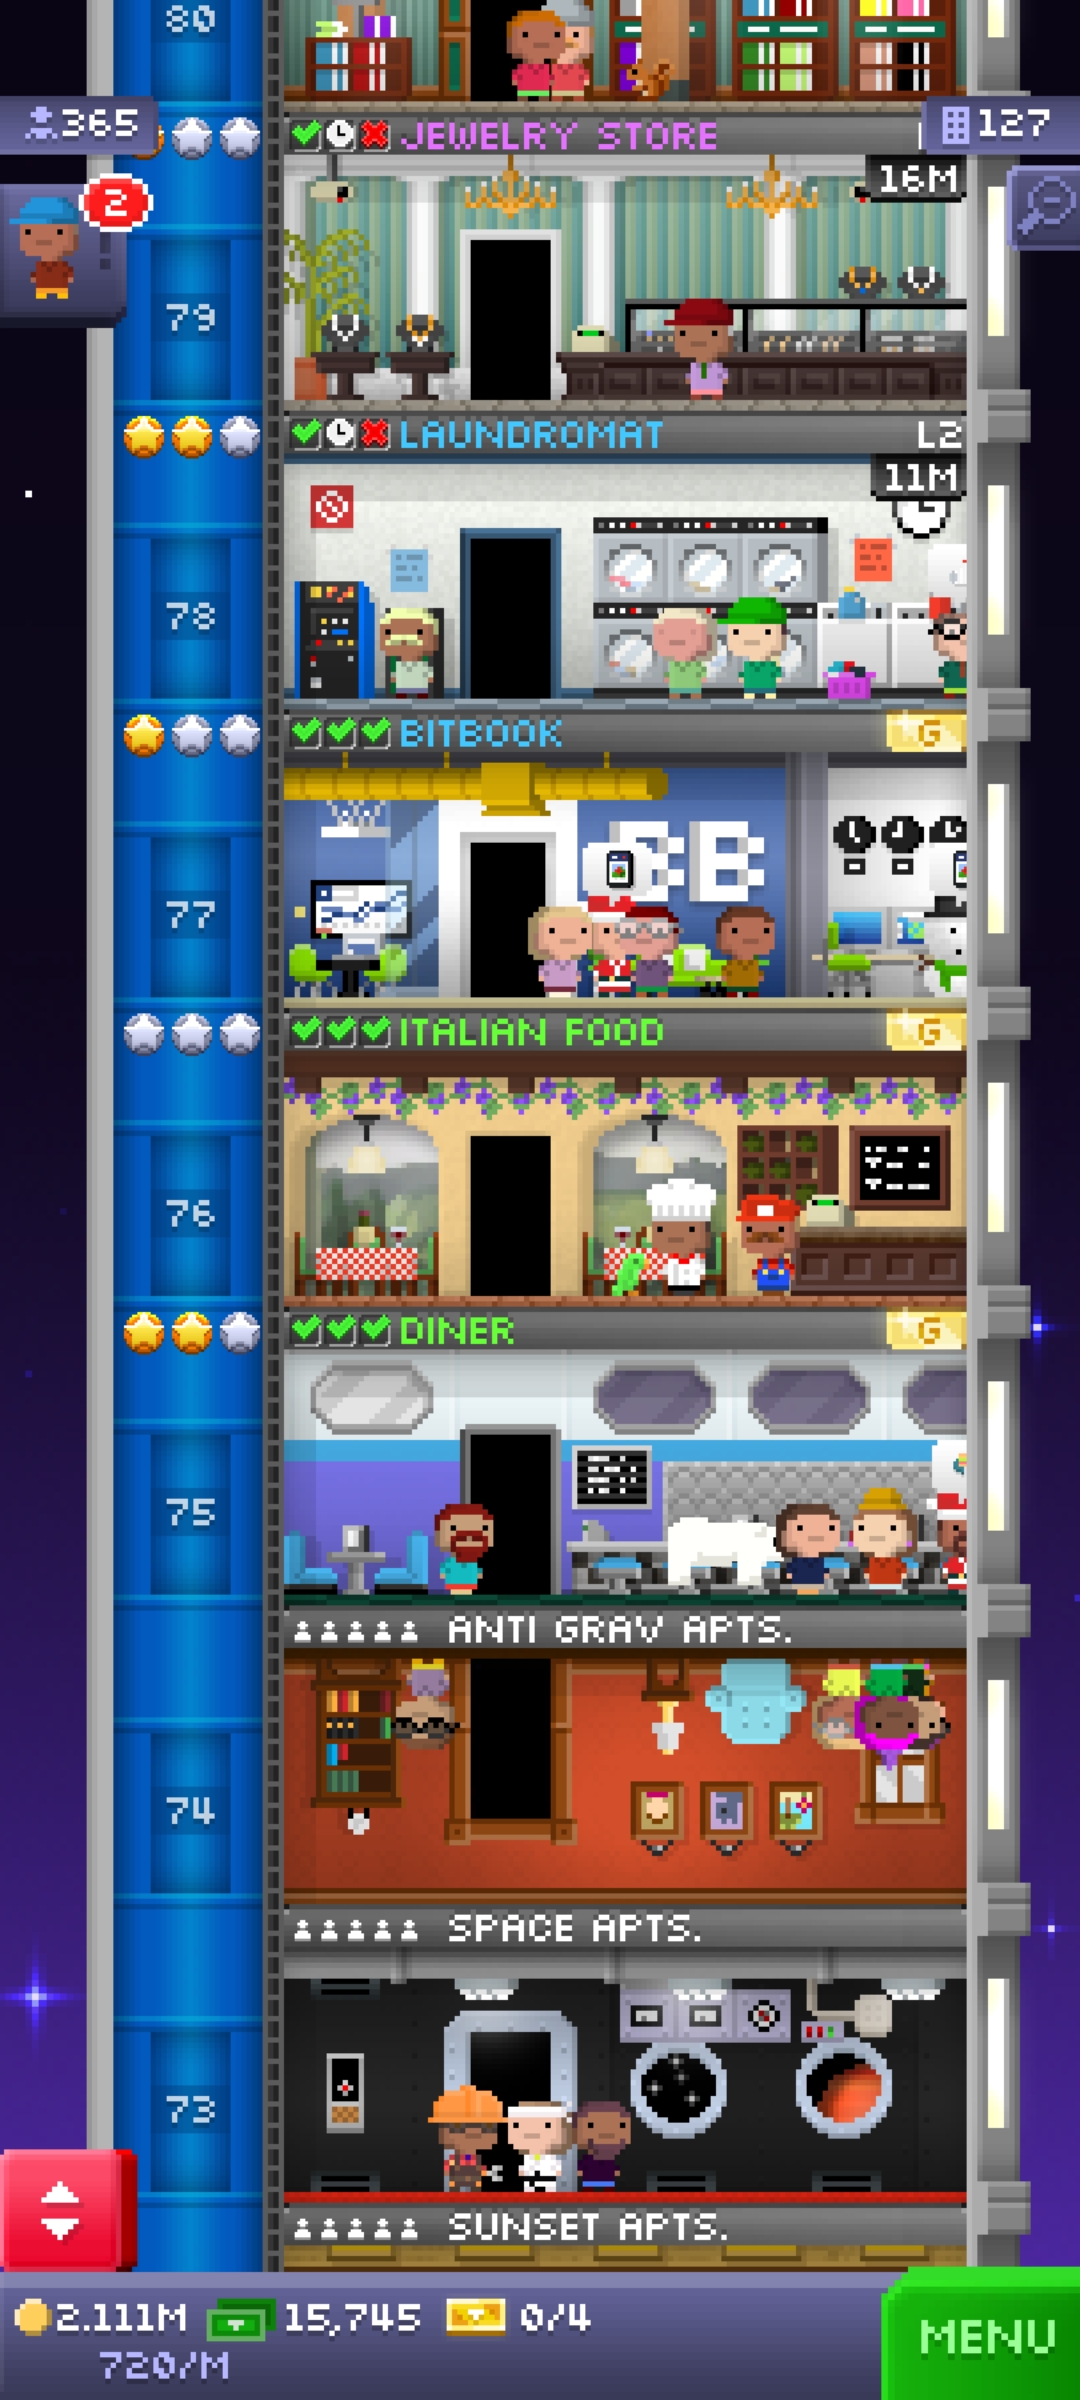 80
365
127
JEWELRY STORE
16M
2
79
LAUNDROMAT
L2
11M
78
BITBOOK
G
BB
77
ITALIAN FOOD
G
76
DINER
G
75
ANTI GRAV APTS.
74
SPACE APTS.
73
SUNSET APTS.
2.111M
15,745
0/4
720/M
MENU